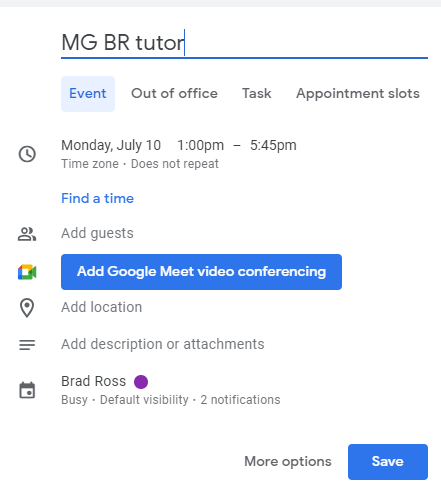 MG BR tutor
Event Out of office Task Appointment slots
Monday, July 10 1:00pm – 5:45pm
Time zone · Does not repeat
Find a time
Add guests
Add Google Meet video conferencing
Add location
Add description or attachments
Brad Ross
Busy · Default visibility · 2 notifications
More options Save